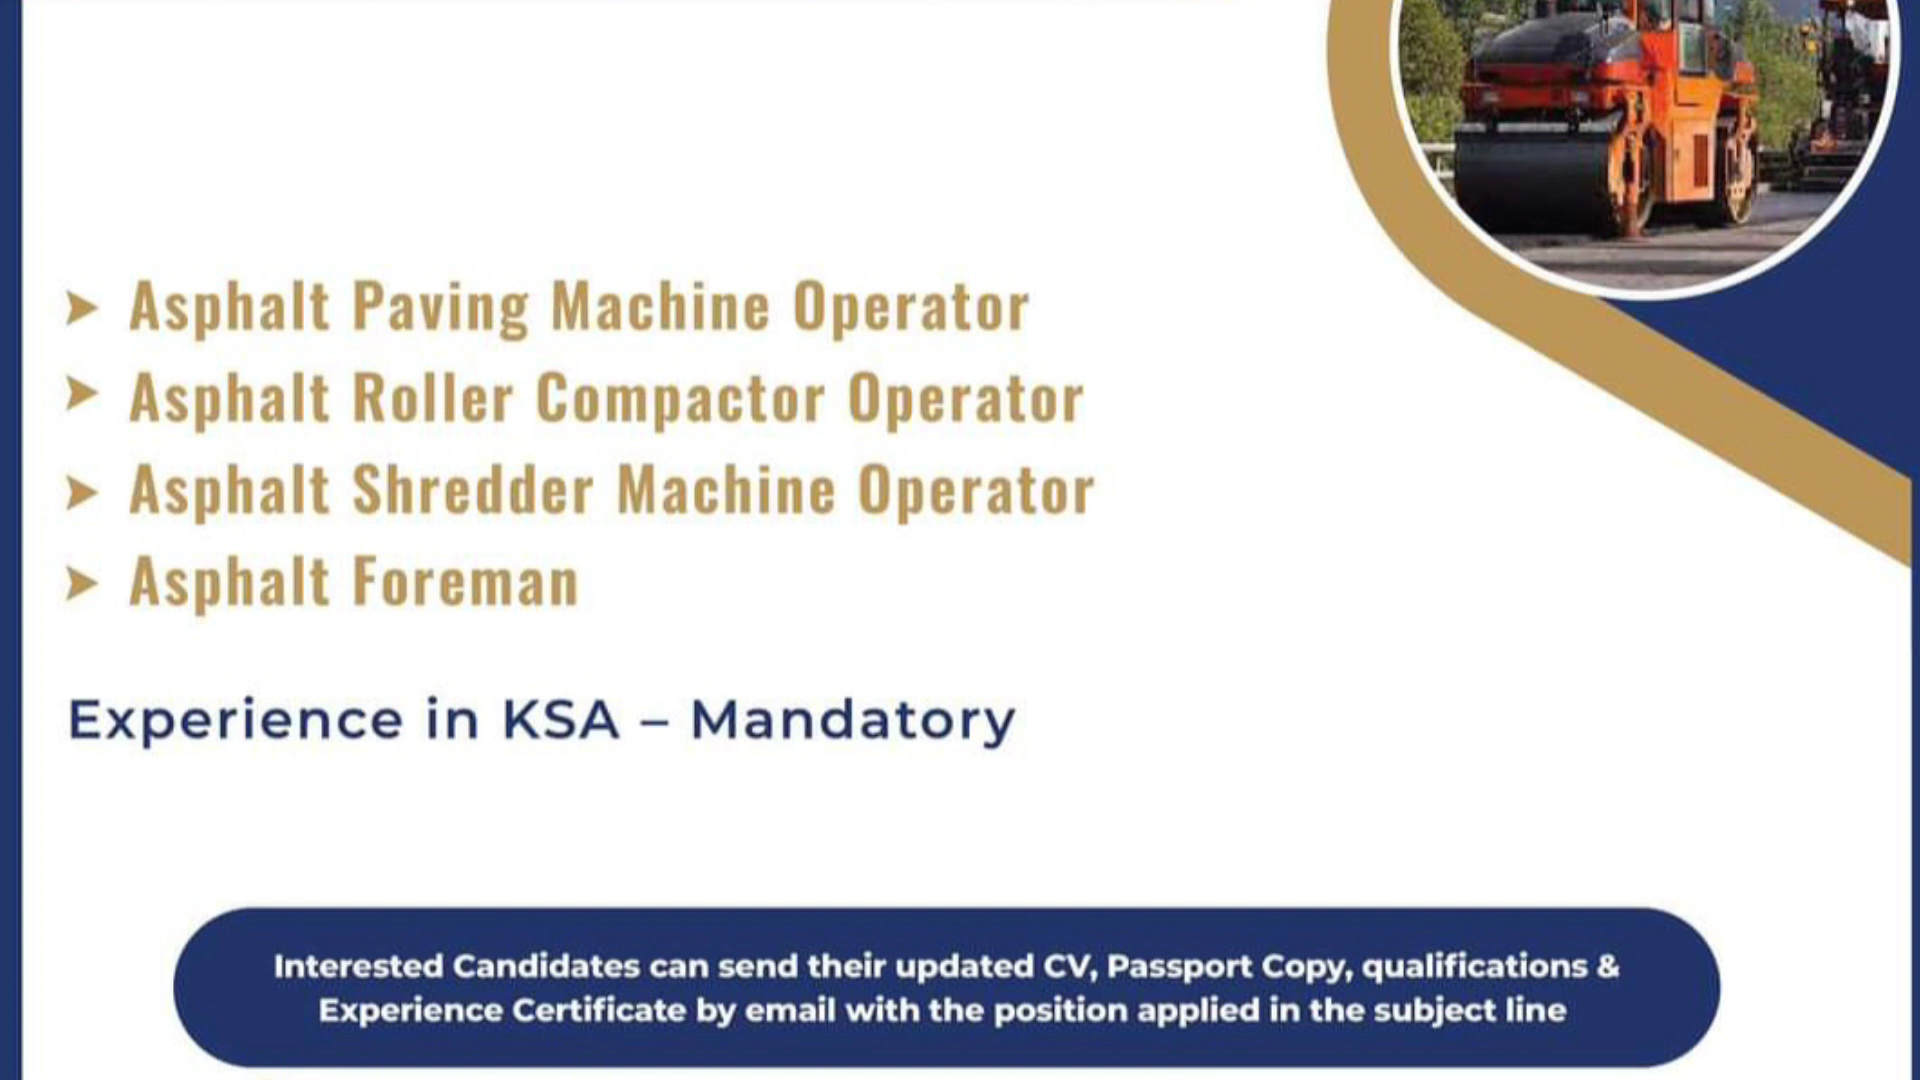 Asphalt Paving Machine Operator
Asphalt Roller Compactor Operator
Asphalt Shredder Machine Operator
Asphalt Foreman
Experience in KSA – Mandatory
Interested Candidates can send their updated CV, Passport Copy, qualifications &
Experience Certificate by email with the position applied in the subject line